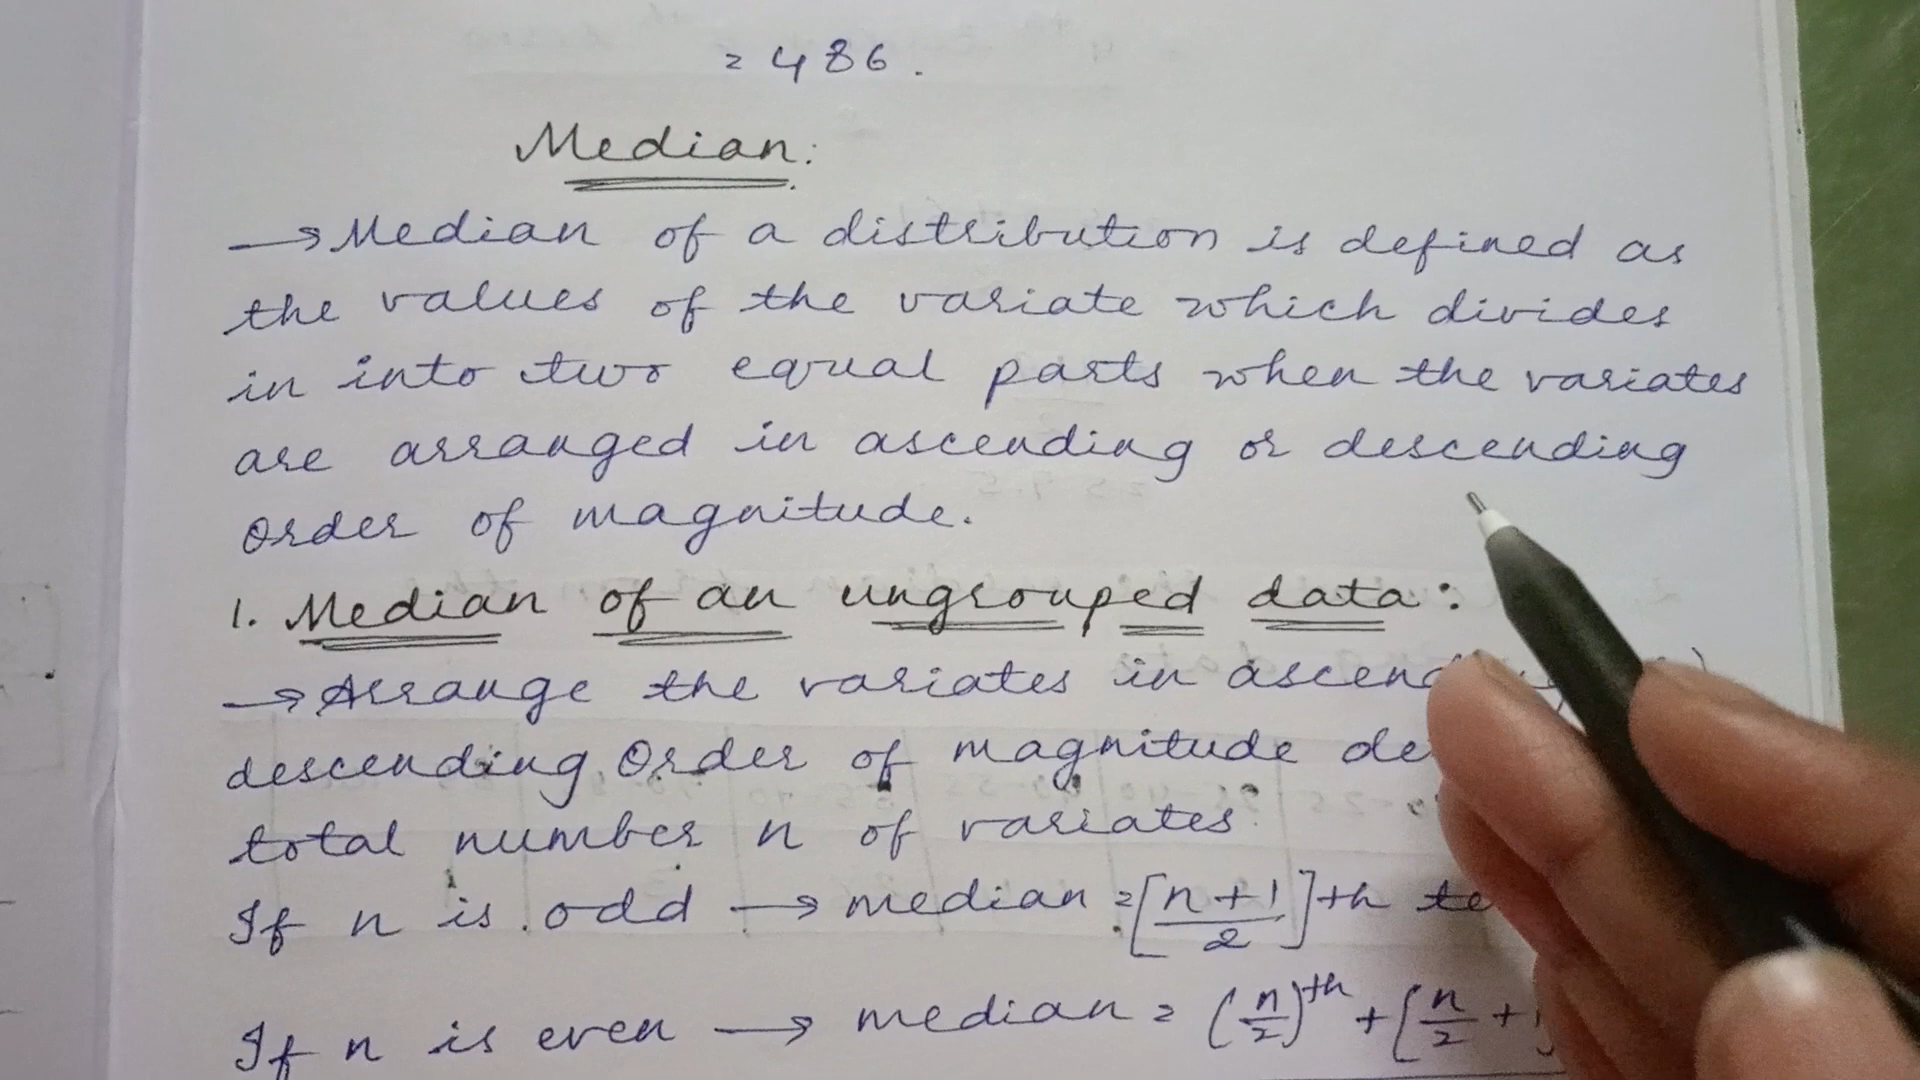 = 486.
Median:
→ Median of a distribution is defined as
the values of the variate which divides
in into two equal parts when the variates
are arranged in ascending or descending
order of magnitude.
1. Median of an ungrouped data:
→ Arrange the variates in
descending order of magnitude
total number n of variates
If n is odd → median = [n+1/2]th
If n is even → median = (n/2)th + [n/2 + 1